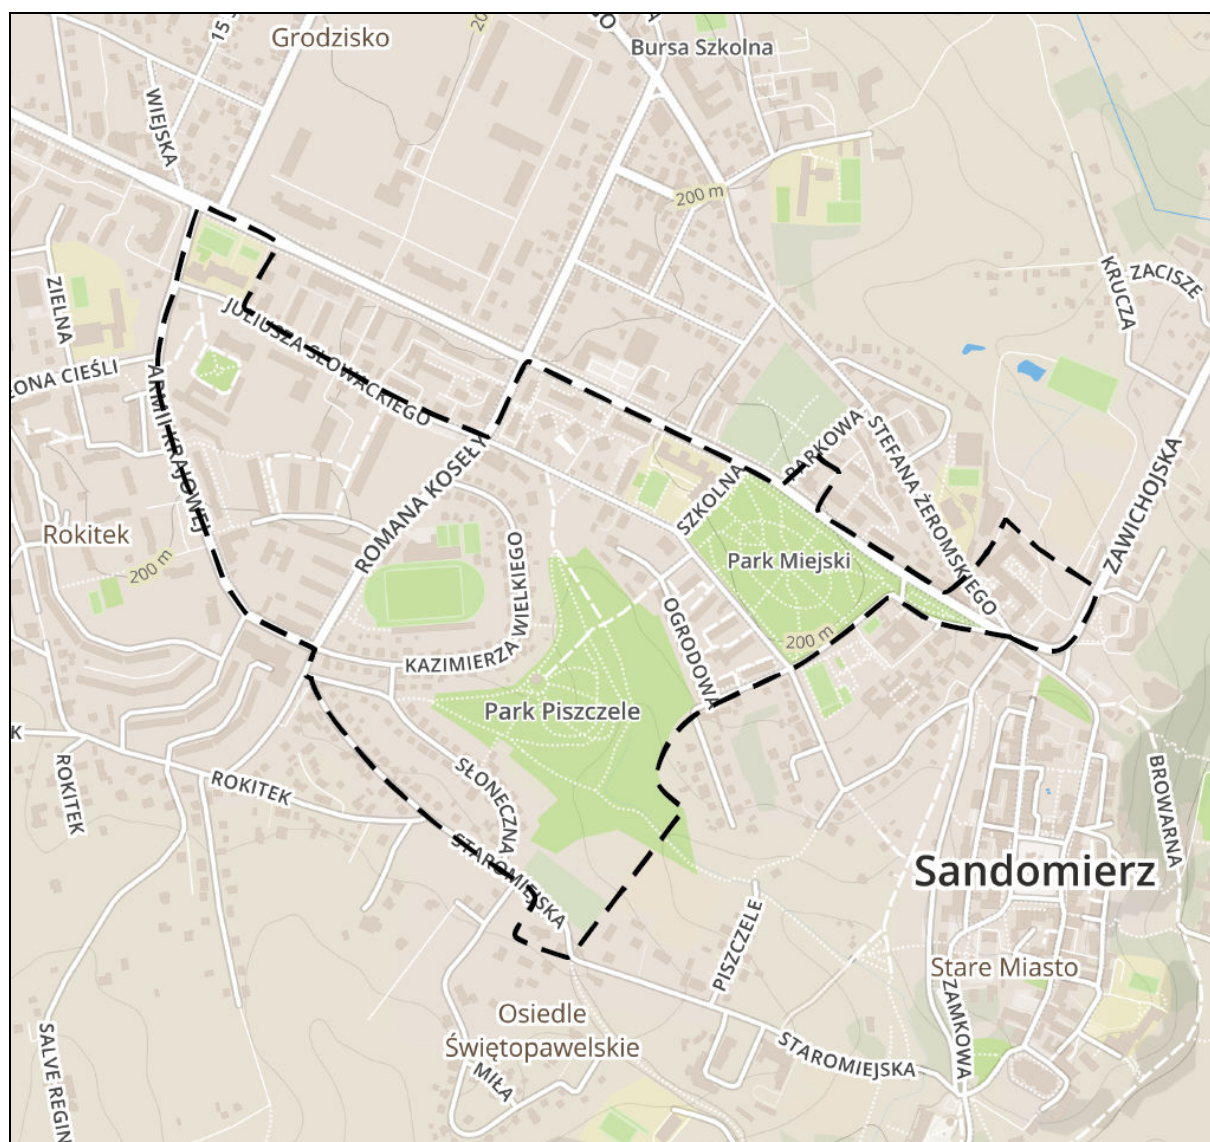 Grodzisko
Bursa Szkolna
200 m
WIEJSKA
KRUCZA
ZACISZE
ZIELNA
JULIUSZA SŁOWACKIEGO
ONA CIEŚLI
ARMII KRAJOWEJ
PARKOWA
STEFANA ŻEROMSKIEGO
ZAWICHOJSKA
ROMANA KOSEŁY
SZKOLNA
Rokitek
200 m
Park Miejski
KAZIMIERZA WIELKIEGO
OGRODOWA
200 m
Park Piszczele
ROKITEK
ROKITEK
SŁONECZNA
BROWARNA
STAROMIEJSKA
Sandomierz
PISZCZELE
Stare Miasto
ZAMKOWA
Osiedle
Świętopawelskie
STAROMIEJSKA
MIŁA
SALVE REGIN